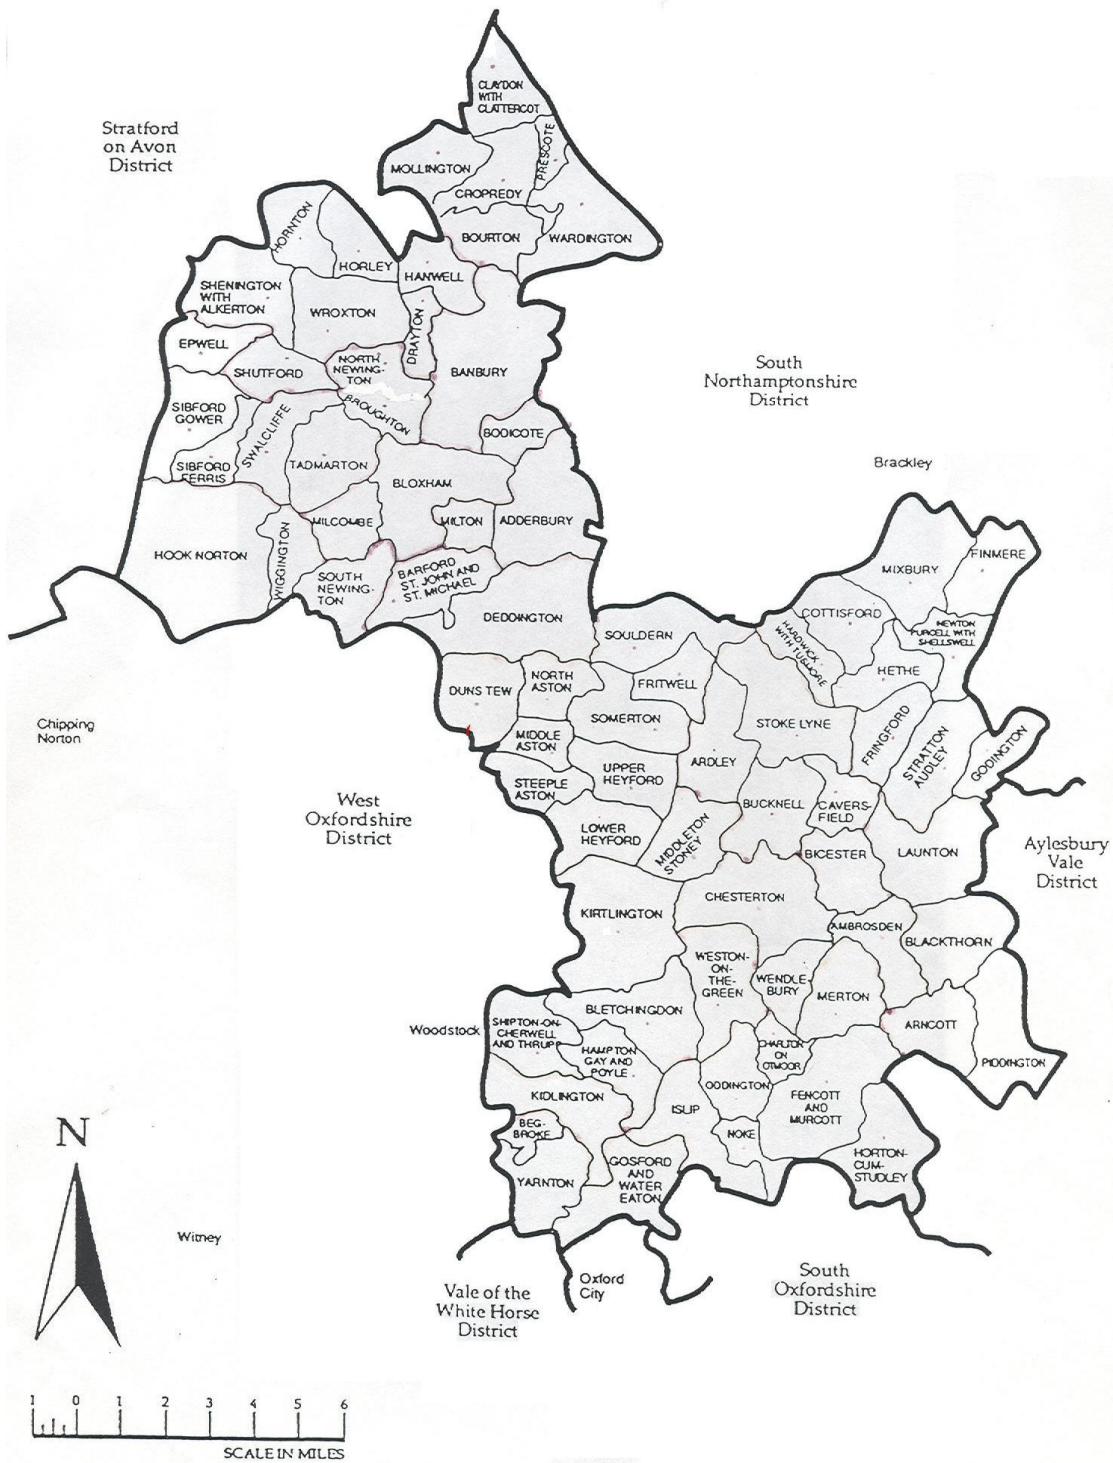 CLAYDON
WITH
CLATTERCOT
Stratford
on Avon
District
PRESCOTE
MOLLINGTON
CROPREDY
HORNTON
BOURTON
WARDINGTON
HORLEY
HANWELL
SHENINGTON
WITH
ALKERTON
WROXTON
DRAYTON
EPWELL
NORTH
NEWING-
TON
SHUTFORD
BANBURY
South
Northamptonshire
District
SIBFORD
GOWER
BROUGHTON
SWALCLIFFE
BODICOTE
SIBFORD
FERRIS
TADMARTON
BLOXHAM
Brackley
MILCOMBE
MILTON
ADDERBURY
HOOK NORTON
WIGGINGTON
SOUTH
NEWING-
TON
BARFORD
ST. JOHN AND
ST. MICHAEL
MIXBURY
FINMERE
DEDDINGTON
COTTISFORD
SOULDERN
HARDWICK
WITH TUSMORE
NEWTON
PURCELL WITH
SHELLSWELL
HETHE
DUNS TEW
NORTH
ASTON
FRITWELL
Chipping
Norton
SOMERTON
STOKE LYNE
FRINGFORD
STRATTON
AUDLEY
GODINGTON
MIDDLE
ASTON
UPPER
HEYFORD
ARDLEY
STEEPLE
ASTON
West
Oxfordshire
District
BUCKNELL
CAVERS-
FIELD
LOWER
HEYFORD
MIDDLETON
STONEY
BICESTER
LAUNTON
Aylesbury
Vale
District
CHESTERTON
KIRTLINGTON
AMBROSDEN
BLACKTHORN
WESTON-
ON-
THE-
GREEN
WENDLE-
BURY
MERTON
BLETCHINGDON
Woodstock
SHIPTON-ON-
CHERWELL
AND THRUPP
ARNCOTT
HAMPTON
GAY AND
POYLE
CHARLTON
ON
OTMOOR
PIDDINGTON
KIDLINGTON
ODDINGTON
FENCOTT
AND
MURCOTT
ISLIP
BEG-
BROKE
NOKE
N
GOSFORD
AND
WATER
EATON
HORTON-
CUM-
STUDLEY
YARNTON
Witney
Vale of the
White Horse
District
Oxford
City
South
Oxfordshire
District
1 0 1 2 3 4 5 6
SCALE IN MILES